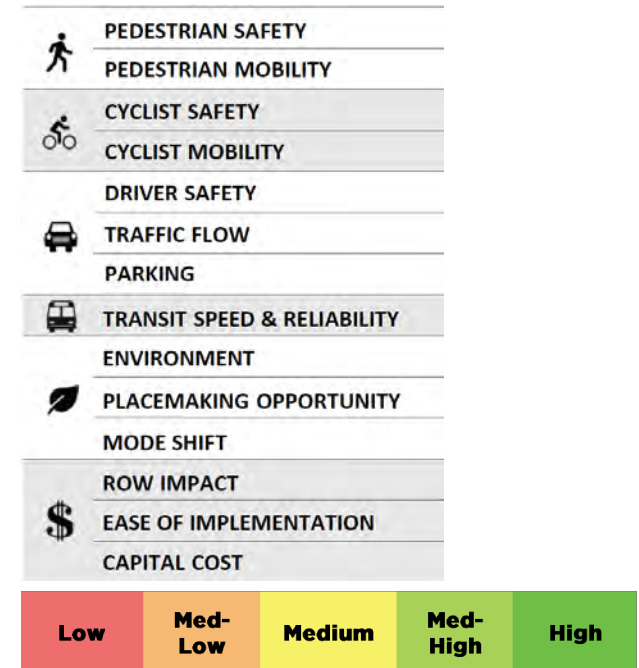 PEDESTRIAN SAFETY
PEDESTRIAN MOBILITY
CYCLIST SAFETY
CYCLIST MOBILITY
DRIVER SAFETY
TRAFFIC FLOW
PARKING
TRANSIT SPEED & RELIABILITY
ENVIRONMENT
PLACEMAKING OPPORTUNITY
MODE SHIFT
$
ROW IMPACT
EASE OF IMPLEMENTATION
CAPITAL COST
Low
Med-
Low
Medium
Med-
High
High